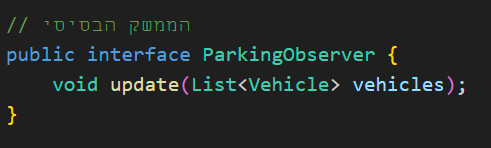 // הממשק הבסיסי
public interface ParkingObserver {
    void update(List<Vehicle> vehicles);
}